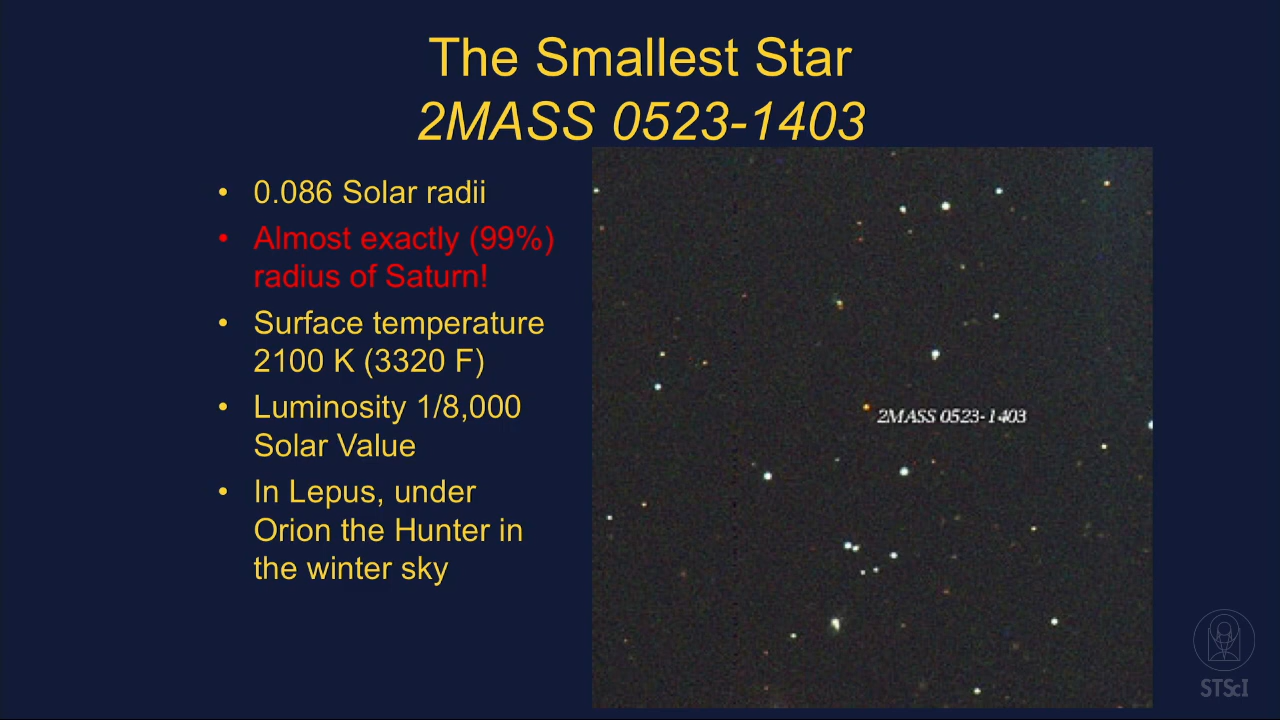 The Smallest Star
2MASS 0523-1403
• 0.086 Solar radii
• Almost exactly (99%)
radius of Saturn!
• Surface temperature
2100 K (3320 F)
• Luminosity 1/8,000
Solar Value
• In Lepus, under
Orion the Hunter in
the winter sky
2MASS 0523-1403
STScI